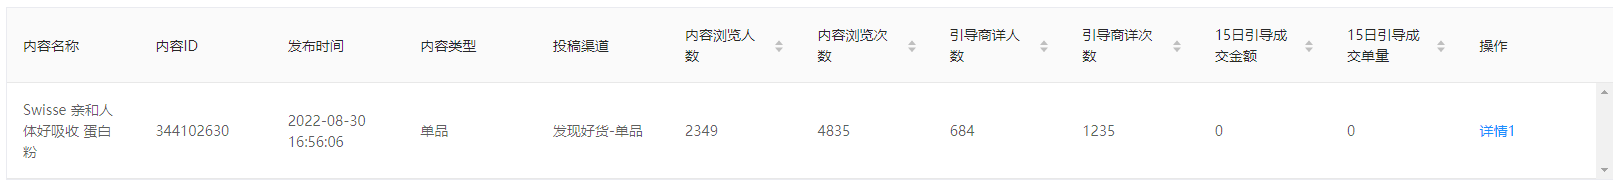 内容名称
内容ID
发布时间
内容类型
投稿渠道
内容浏览人
数
内容浏览次
数
引导商详人
数
引导商详次
数
15日引导成
交金额
15日引导成
交单量
操作
Swisse 亲和人
体好吸收 蛋白
粉
344102630
2022-08-30
16:56:06
单品
发现好货-单品
2349
4835
684
1235
0
0
详情1